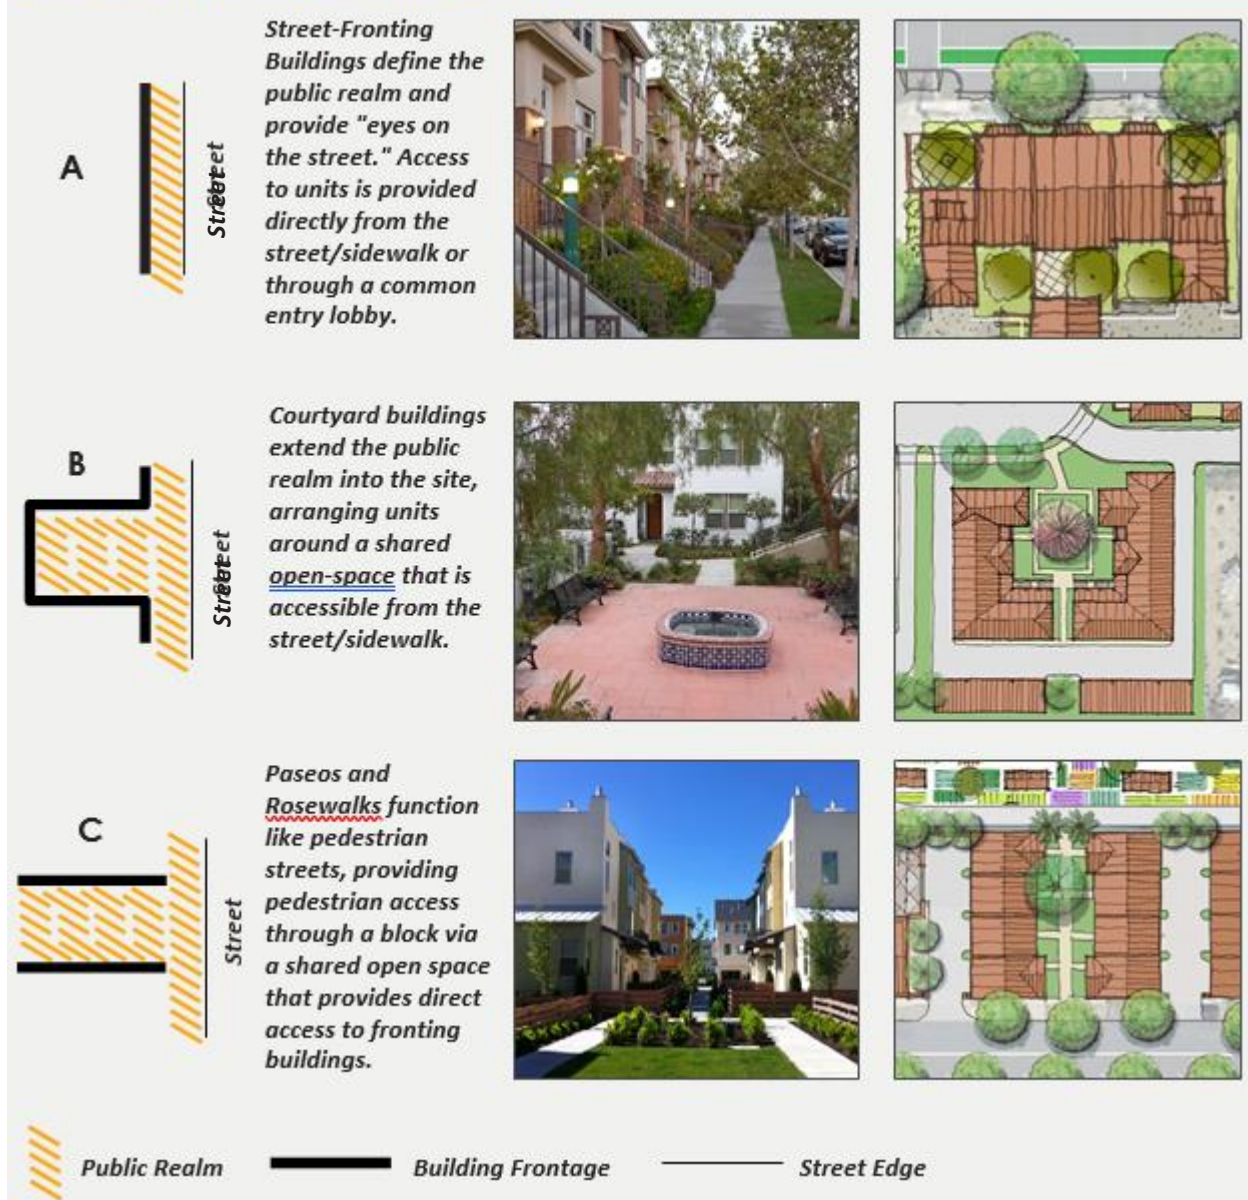 A
Street-Fronting
Buildings define the
public realm and
provide "eyes on
the street." Access
to units is provided
directly from the
street/sidewalk or
through a common
entry lobby.
Street
Street
B
Courtyard buildings
extend the public
realm into the site,
arranging units
around a shared
open-space that is
accessible from the
street/sidewalk.
Street
Street
C
Paseos and
Rosewalks function
like pedestrian
streets, providing
pedestrian access
through a block via
a shared open space
that provides direct
access to fronting
buildings.
Street
Public Realm
Building Frontage
Street Edge